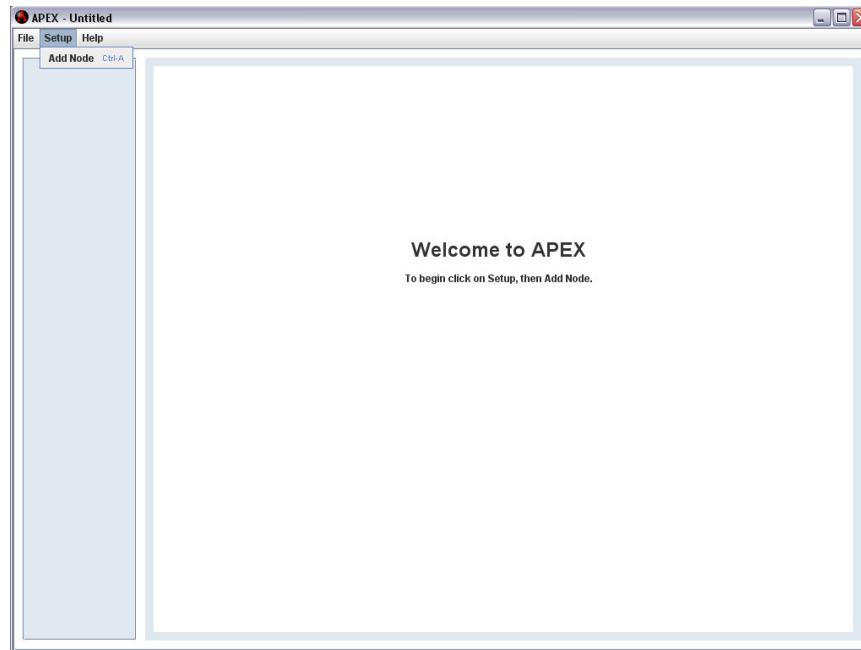 APEX - Untitled
File Setup Help
Add Node Ctrl-A
Welcome to APEX
To begin click on Setup, then Add Node.